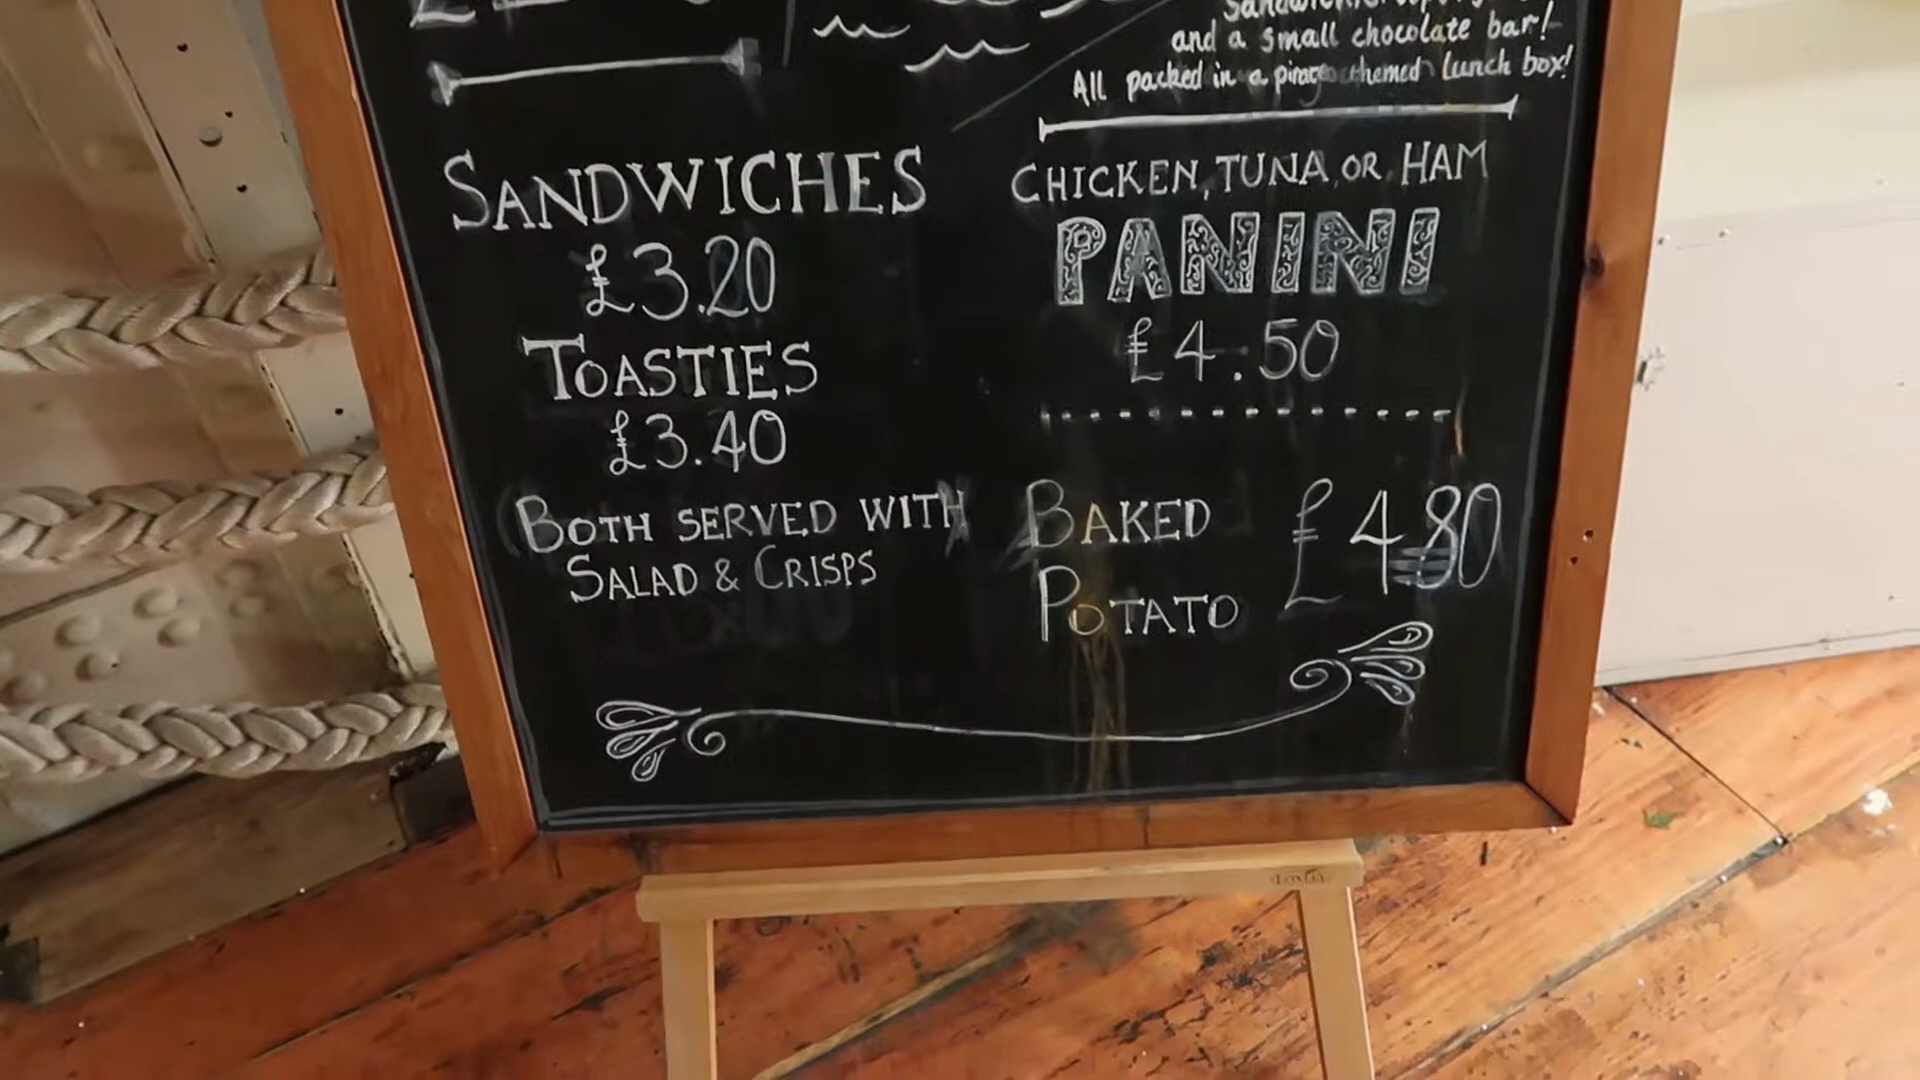 and a small chocolate bar!
All packed in a pirate themed lunch box!
SANDWICHES
£3.20
TOASTIES
£3.40
BOTH SERVED WITH
SALAD & CRISPS
CHICKEN, TUNA, OR HAM
PANINI
£4.50
BAKED
POTATO
£4.80
LOXLEY